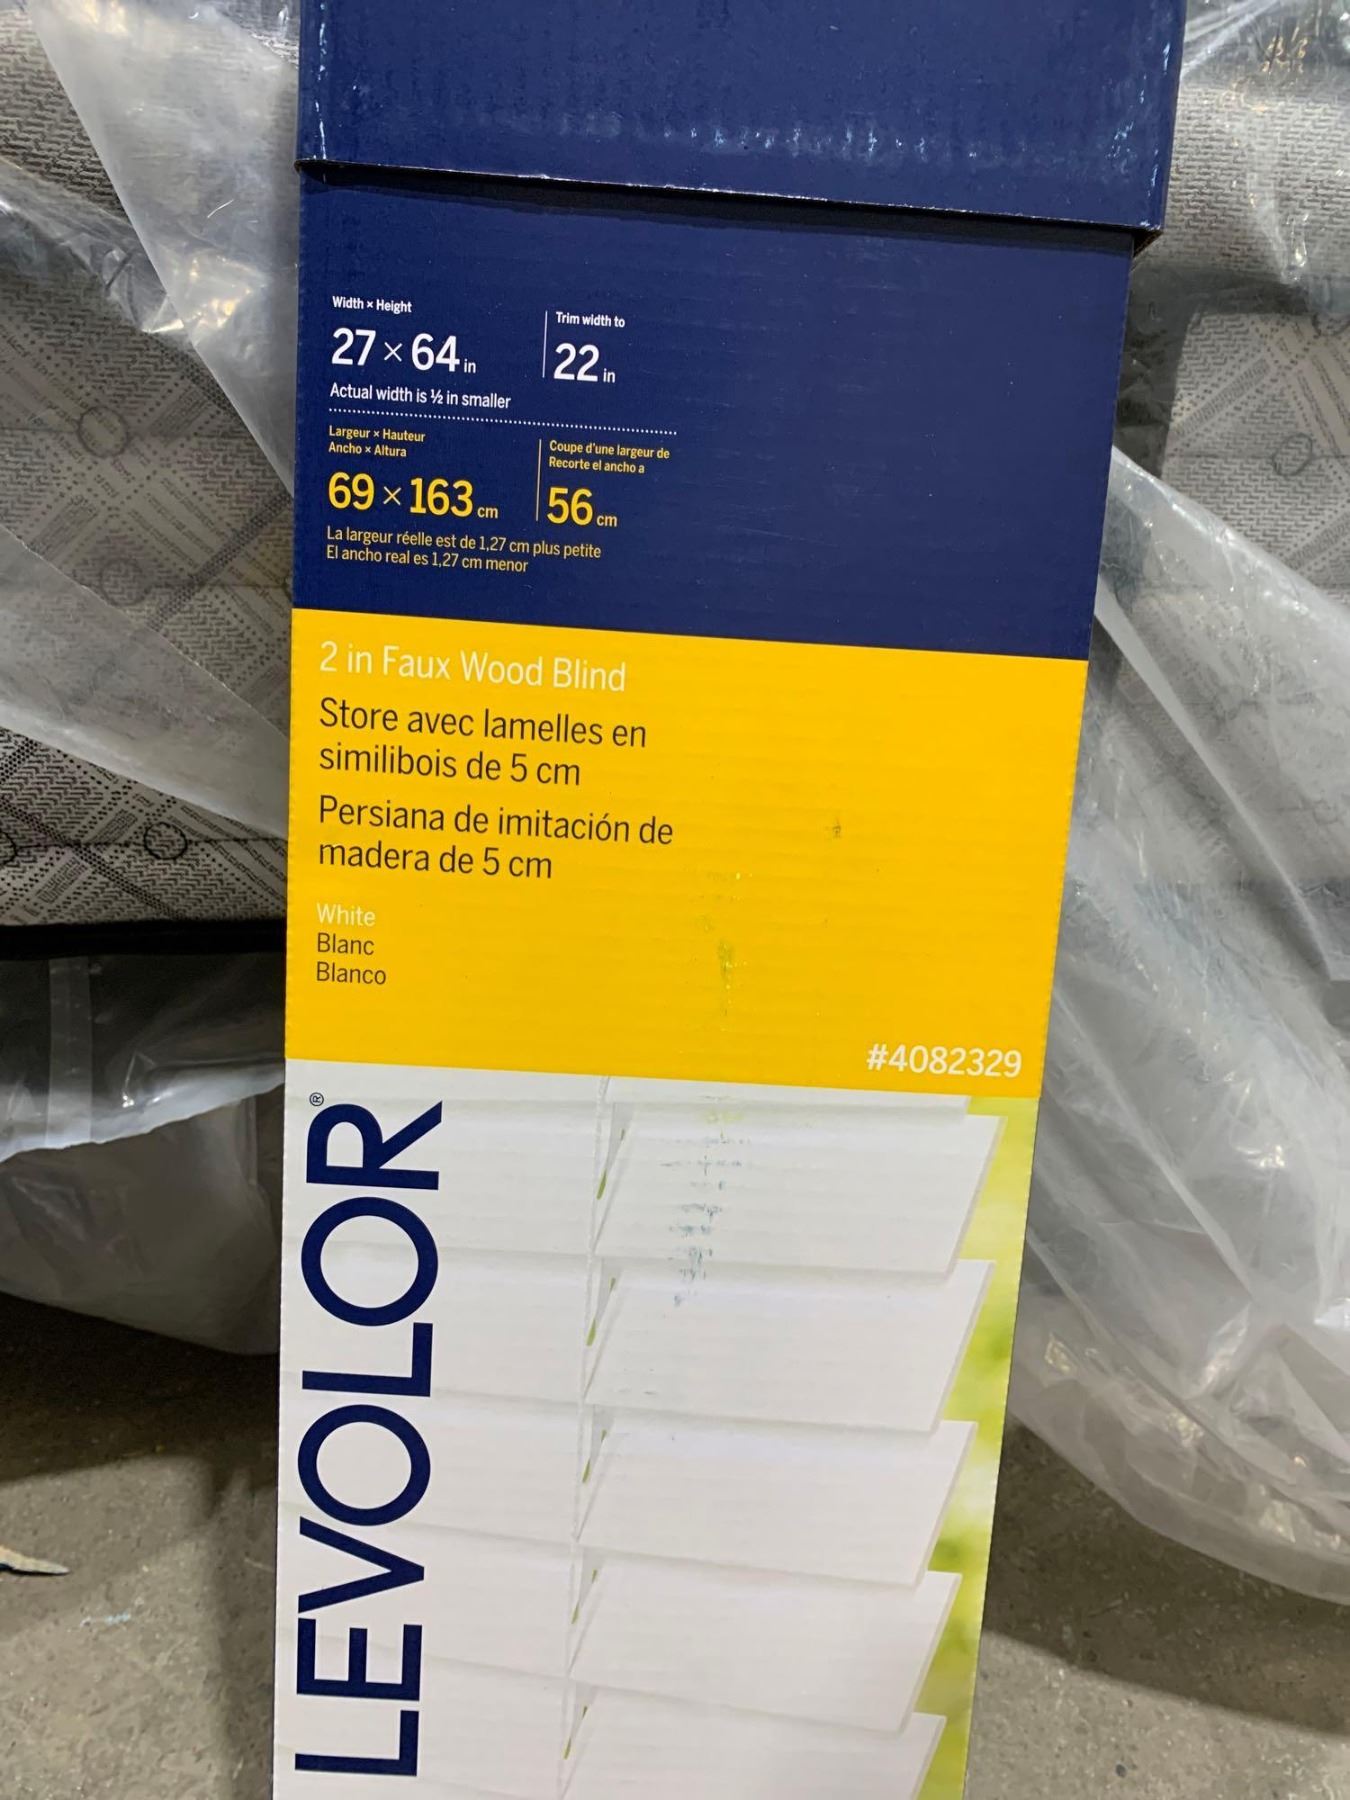 Width × Height
27 × 64 in
Actual width is ½ in smaller
Trim width to
22 in
Largeur × Hauteur
Ancho × Altura
69 × 163 cm
La largeur réelle est de 1,27 cm plus petite
El ancho real es 1,27 cm menor
Coupe d'une largeur de
Recorte el ancho a
56 cm
2 in Faux Wood Blind
Store avec lamelles en
similibois de 5 cm
Persiana de imitación de
madera de 5 cm
White
Blanc
Blanco
#4082329
LEVOLOR®